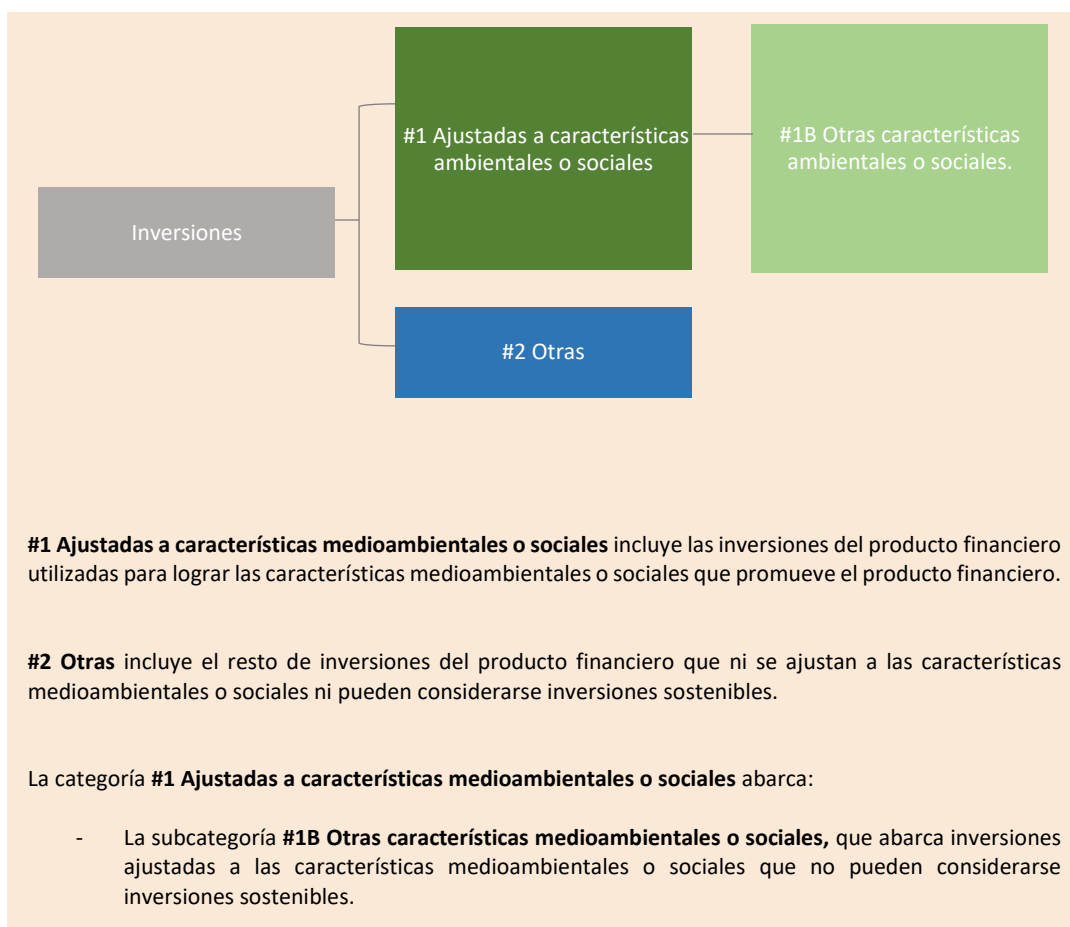 #1 Ajustadas a características
ambientales o sociales
#1B Otras características
ambientales o sociales.
Inversiones
#2 Otras
#1 Ajustadas a características medioambientales o sociales incluye las inversiones del producto financiero
utilizadas para lograr las características medioambientales o sociales que promueve el producto financiero.
#2 Otras incluye el resto de inversiones del producto financiero que ni se ajustan a las características
medioambientales o sociales ni pueden considerarse inversiones sostenibles.
La categoría #1 Ajustadas a características medioambientales o sociales abarca:
- La subcategoría #1B Otras características medioambientales o sociales, que abarca inversiones
ajustadas a las características medioambientales o sociales que no pueden considerarse
inversiones sostenibles.